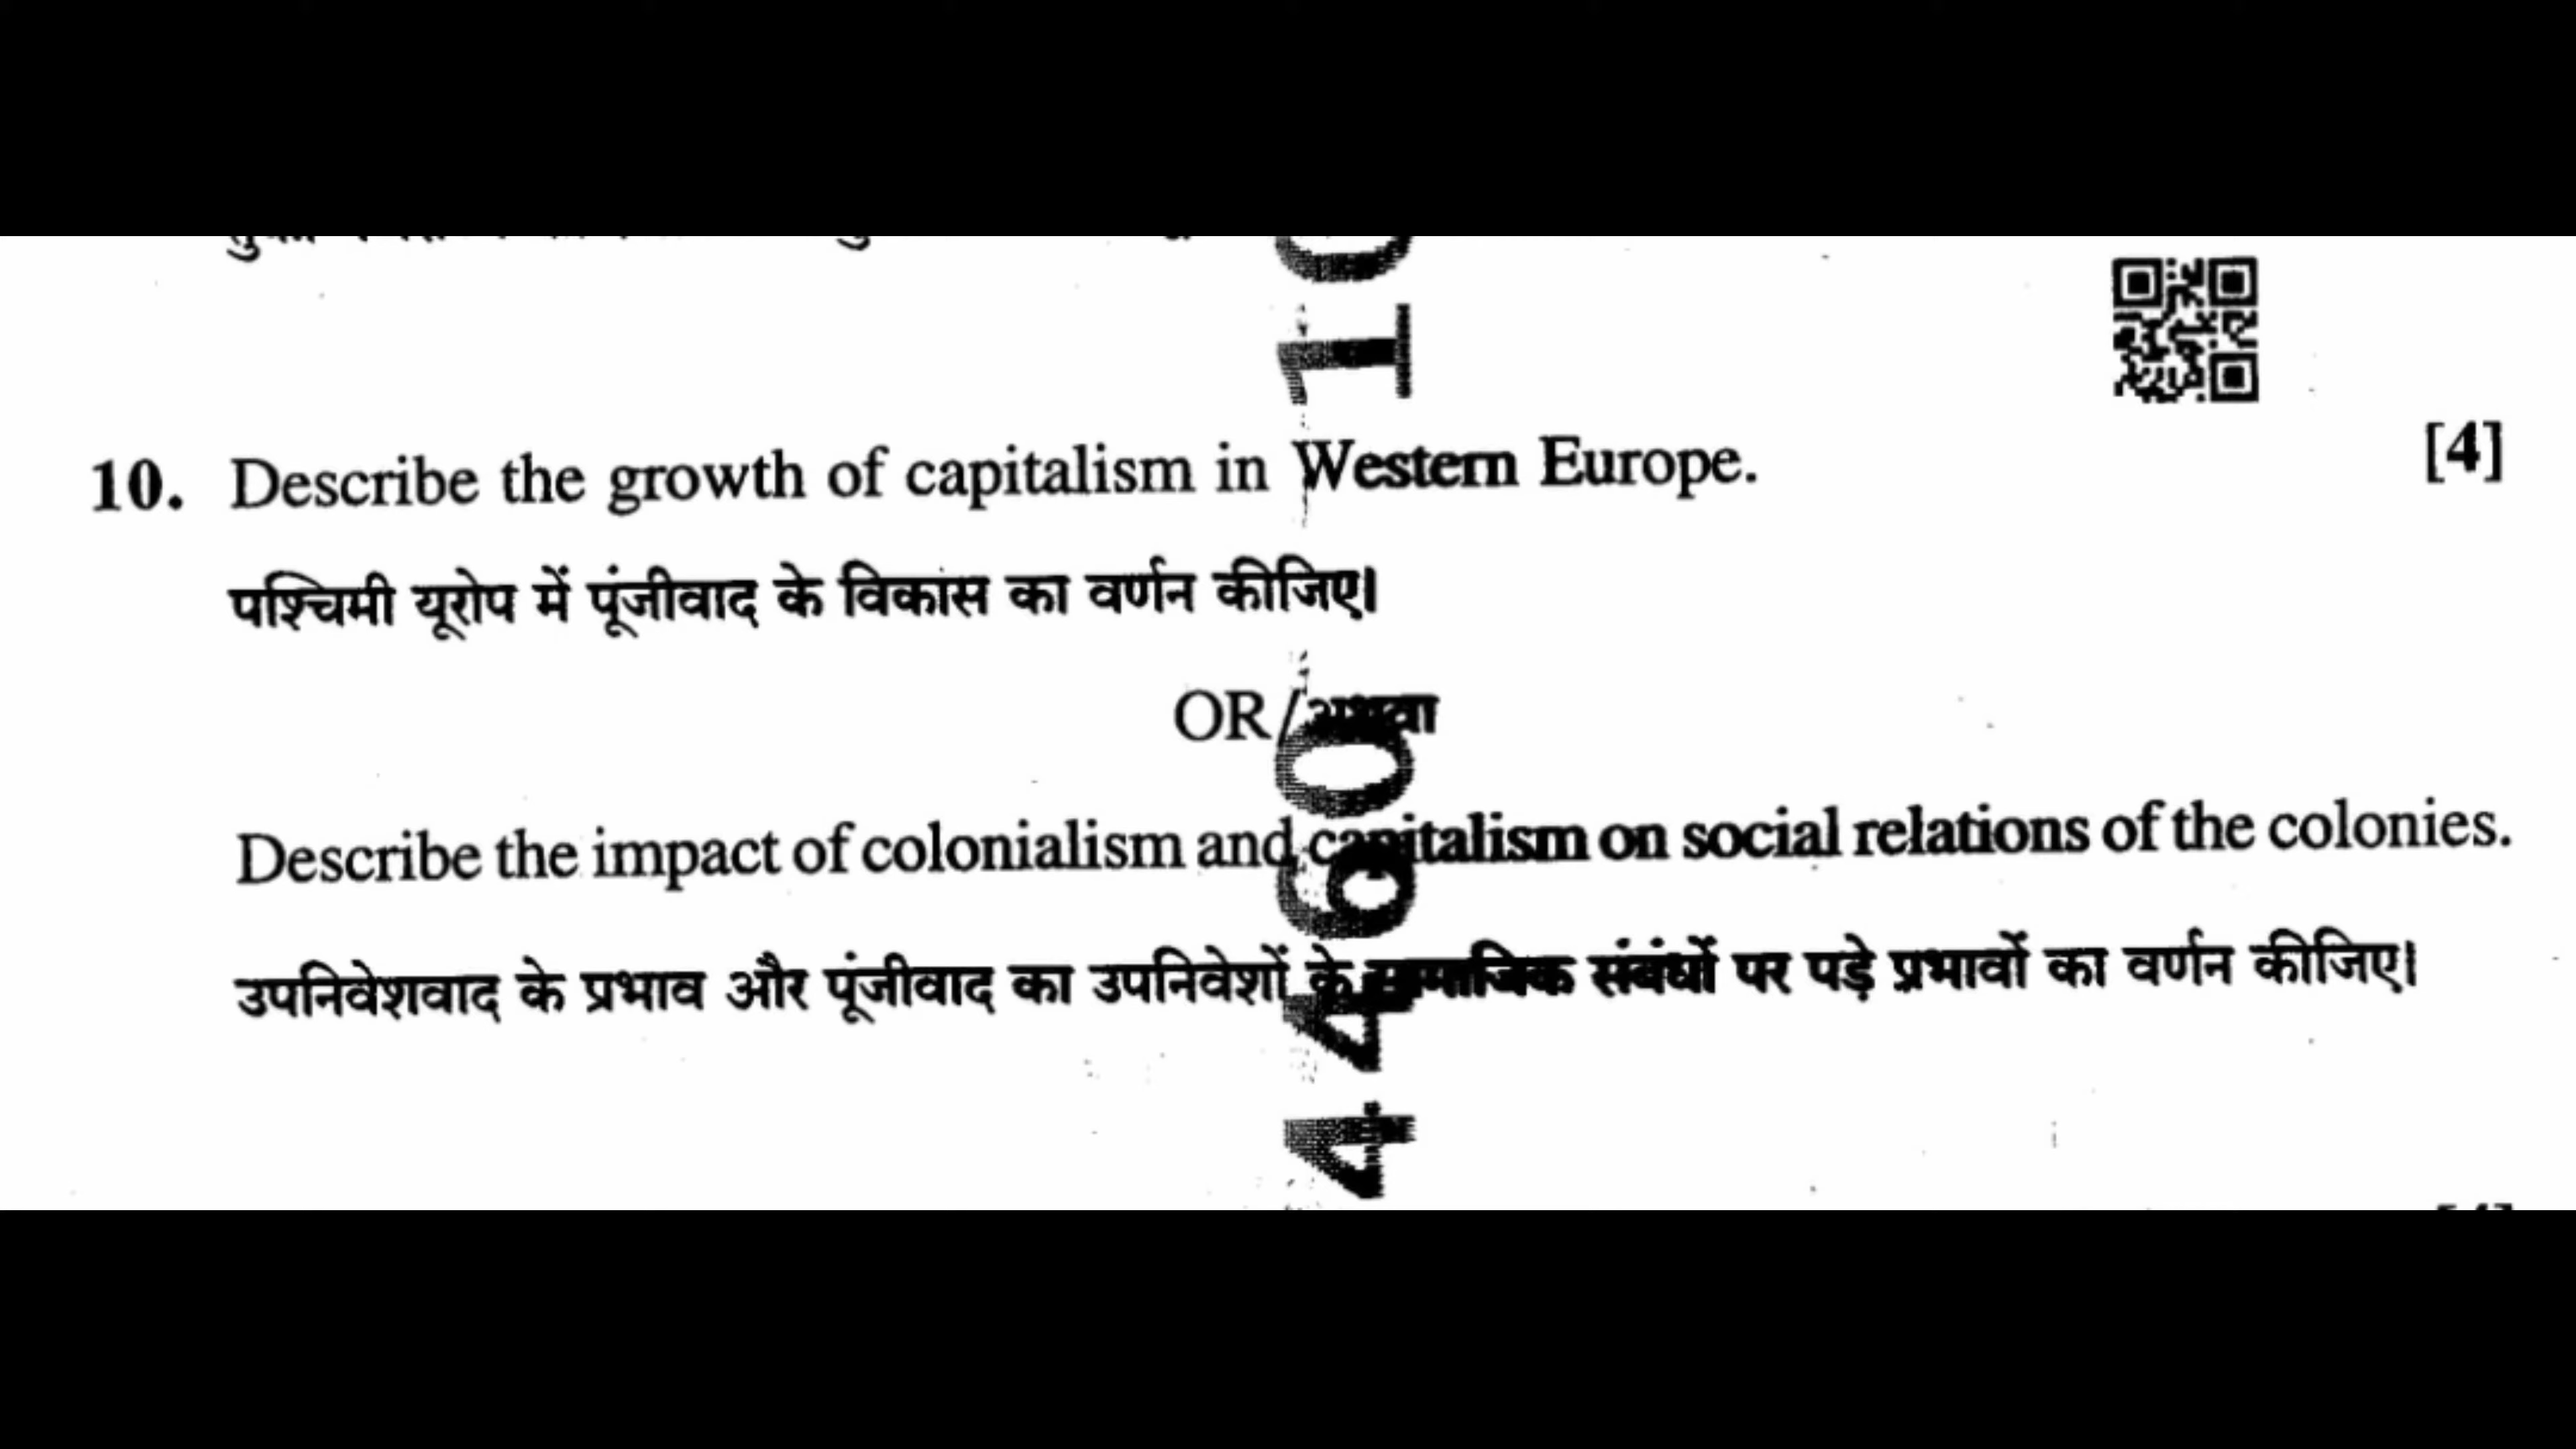 10. Describe the growth of capitalism in Western Europe. [4]
पश्चिमी यूरोप में पूंजीवाद के विकास का वर्णन कीजिए।
OR/अथवा
Describe the impact of colonialism and capitalism on social relations of the colonies.
उपनिवेशवाद के प्रभाव और पूंजीवाद का उपनिवेशों के सामाजिक संबंधों पर पड़े प्रभावों का वर्णन कीजिए।